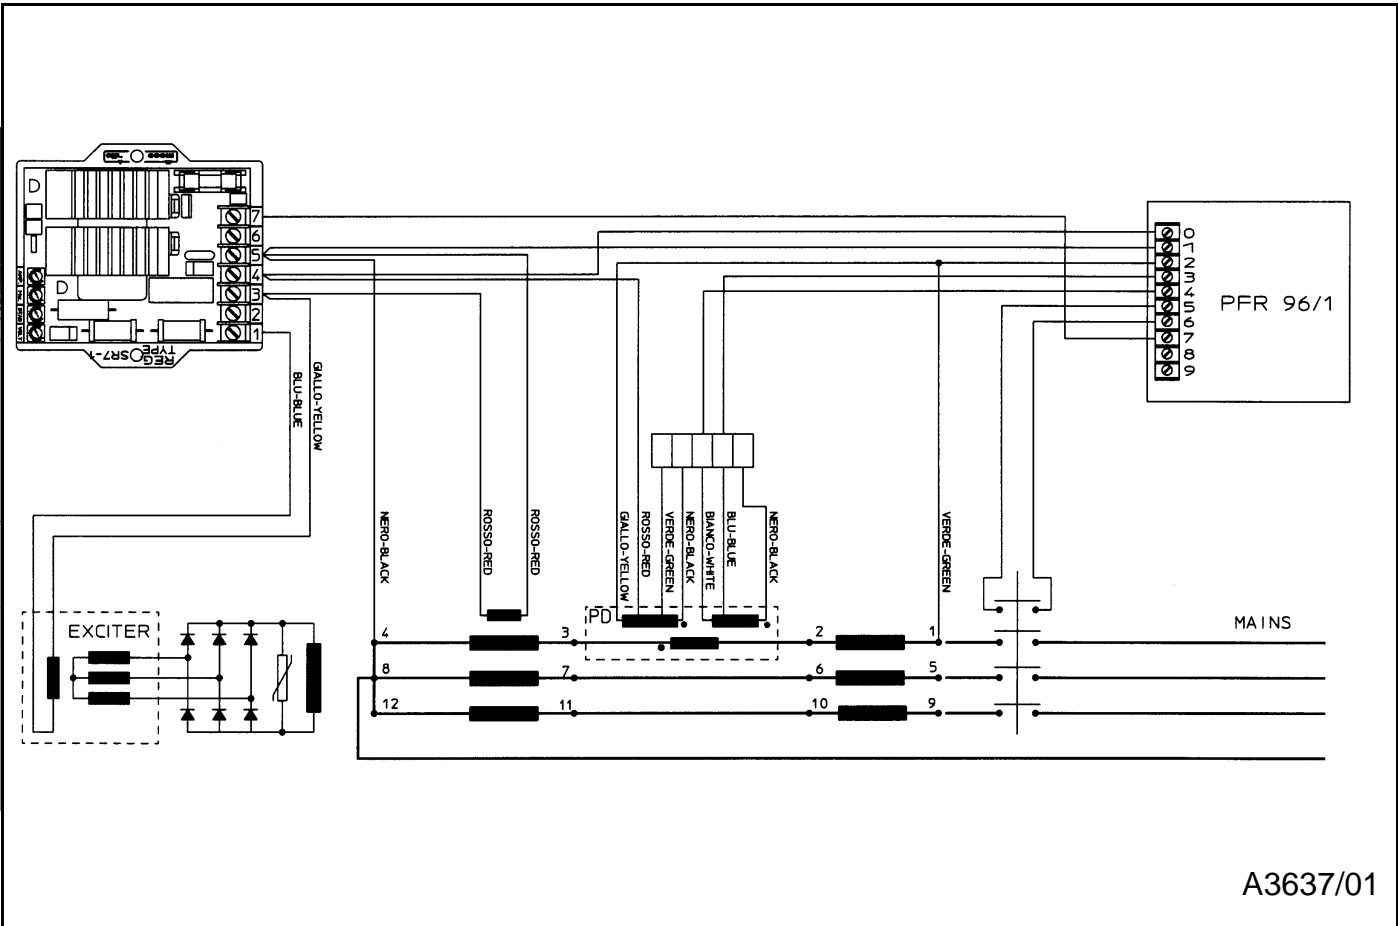 D
7
6
5
4
3
2
1
D
REG
TYPE
SR7-1
0
1
2
3
4
5
6
7
8
9
PFR 96/1
GIALLO-YELLOW
BLU-BLUE
NERO-BLACK
ROSSO-RED
ROSSO-RED
GIALLO-YELLOW
ROSSO-RED
VERDE-GREEN
NERO-BLACK
BIANCO-WHITE
BLU-BLUE
NERO-BLACK
VERDE-GREEN
EXCITER
PD
MAINS
4 3 2 1
8 7 6 5
12 11 10 9
A3637/01